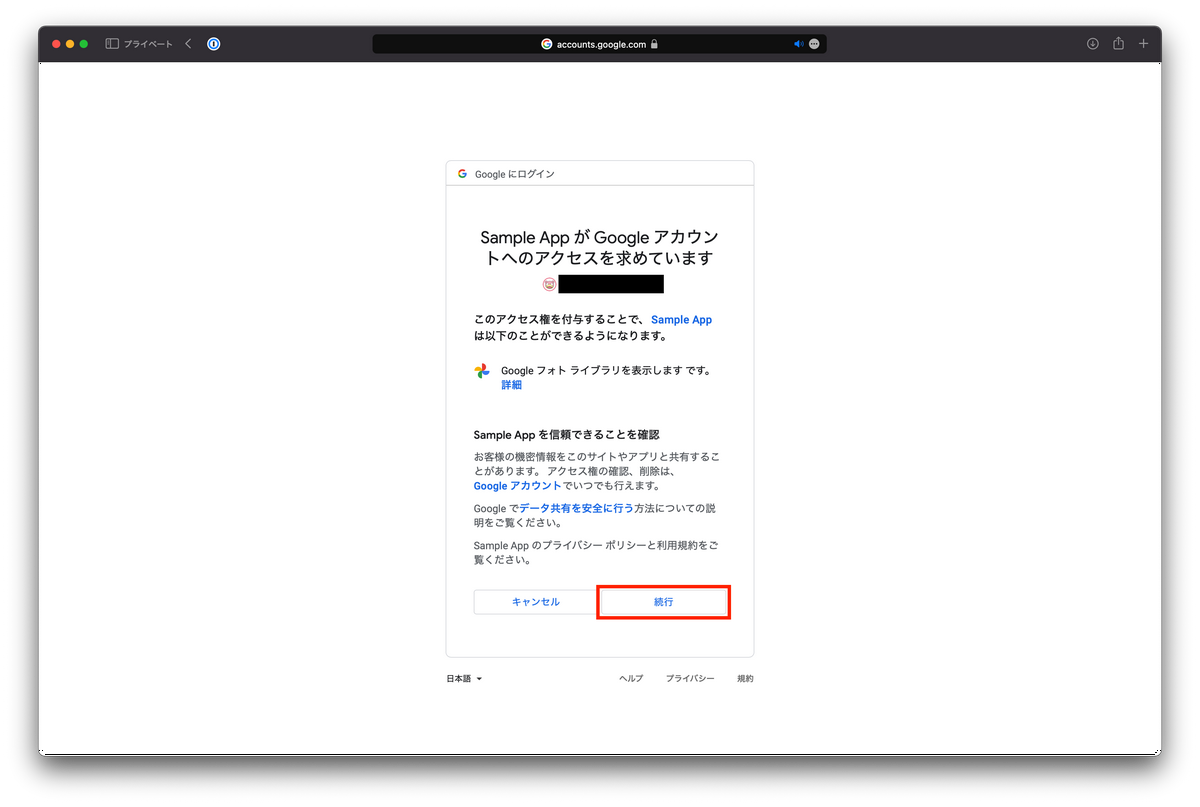 プライベート
accounts.google.com
Google にログイン
Sample App が Google アカウン
トへのアクセスを求めています
このアクセス権を付与することで、 Sample App
は以下のことができるようになります。
Google フォト ライブラリを表示します です。
詳細
Sample App を信頼できることを確認
お客様の機密情報をこのサイトやアプリと共有するこ
とがあります。 アクセス権の確認、削除は、
Google アカウントでいつでも行えます。
Google でデータ共有を安全に行う方法についての説
明をご覧ください。
Sample App のプライバシー ポリシーと利用規約をご
覧ください。
キャンセル 続行
日本語 ヘルプ プライバシー 規約